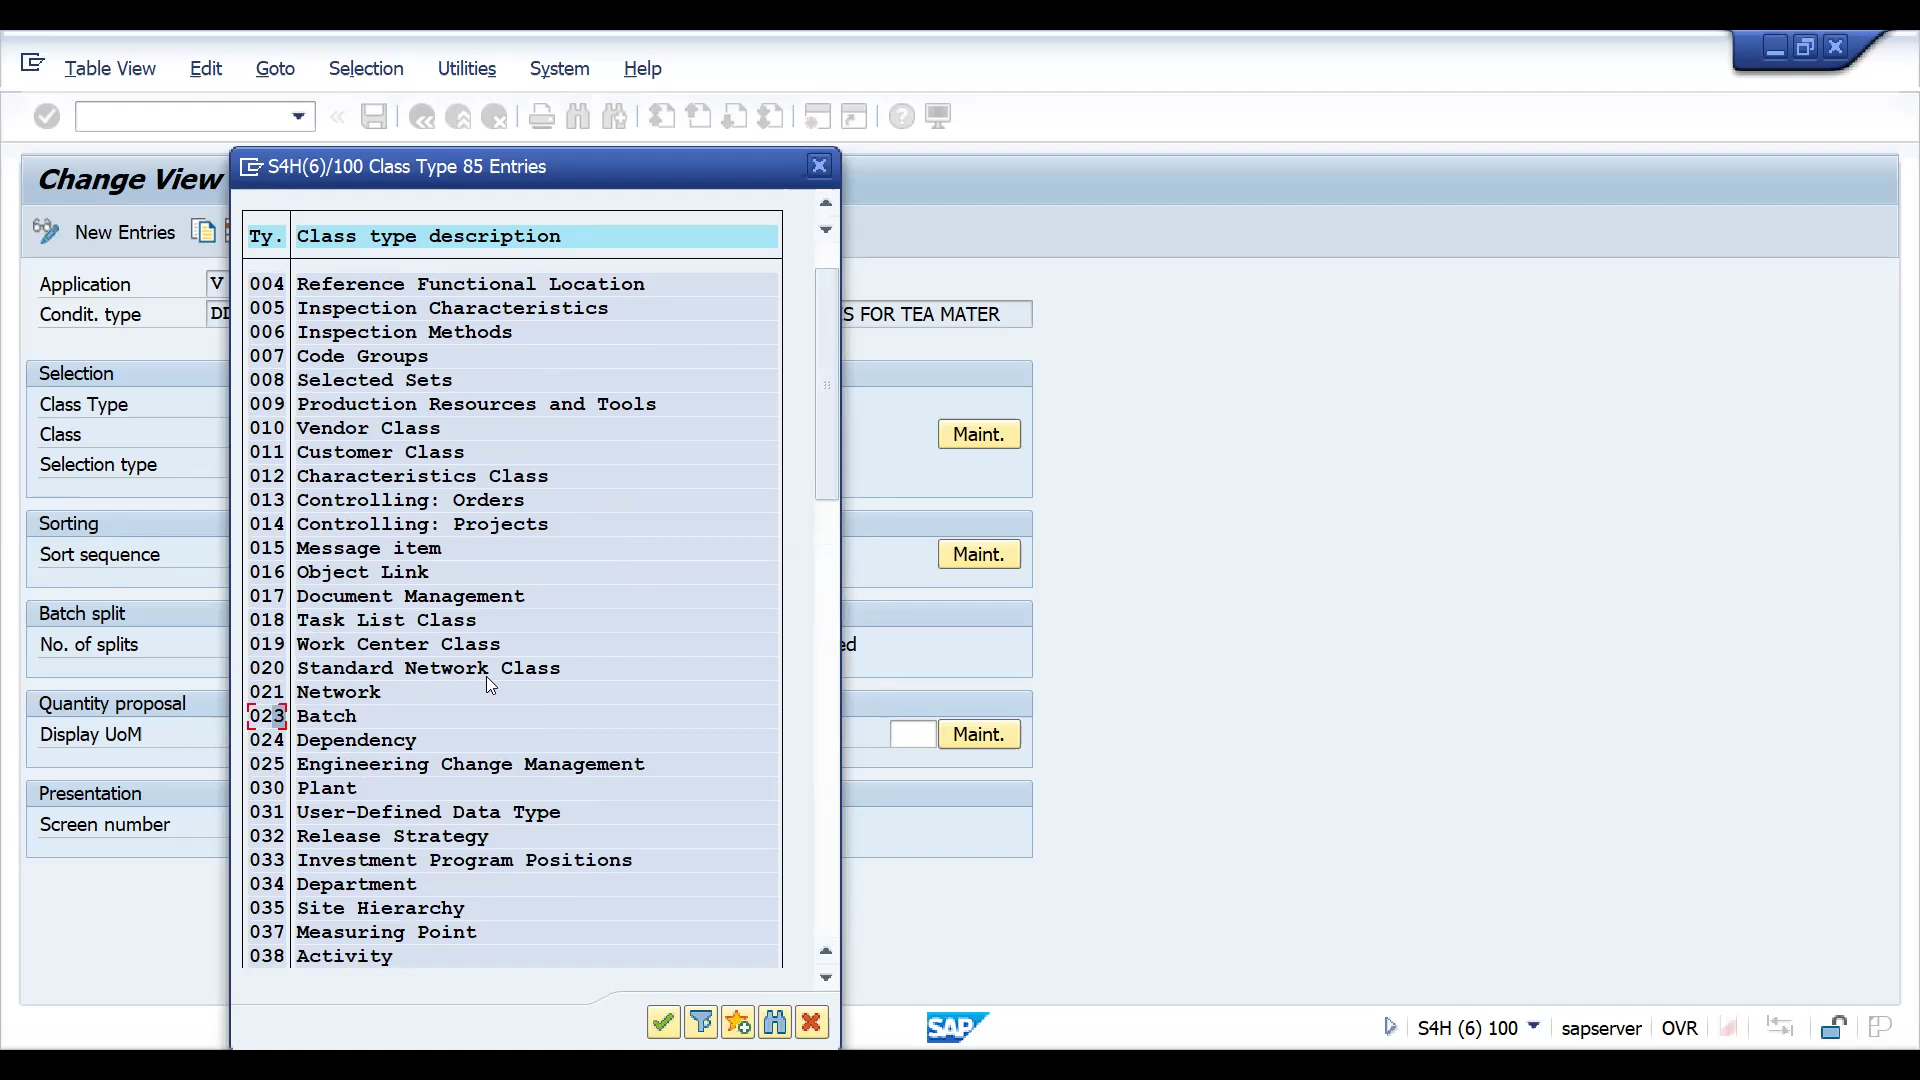 Table View Edit Goto Selection Utilities System Help
Change View
New Entries
Application V
Condit. type DD S FOR TEA MATER
Selection
Class Type
Class Maint.
Selection type
Sorting
Sort sequence Maint.
Batch split
No. of splits ed
Quantity proposal
Display UoM Maint.
Presentation
Screen number
S4H(6)/100 Class Type 85 Entries
Ty. Class type description
004 Reference Functional Location
005 Inspection Characteristics
006 Inspection Methods
007 Code Groups
008 Selected Sets
009 Production Resources and Tools
010 Vendor Class
011 Customer Class
012 Characteristics Class
013 Controlling: Orders
014 Controlling: Projects
015 Message item
016 Object Link
017 Document Management
018 Task List Class
019 Work Center Class
020 Standard Network Class
021 Network
023 Batch
024 Dependency
025 Engineering Change Management
030 Plant
031 User-Defined Data Type
032 Release Strategy
033 Investment Program Positions
034 Department
035 Site Hierarchy
037 Measuring Point
038 Activity
SAP S4H (6) 100 sapserver OVR